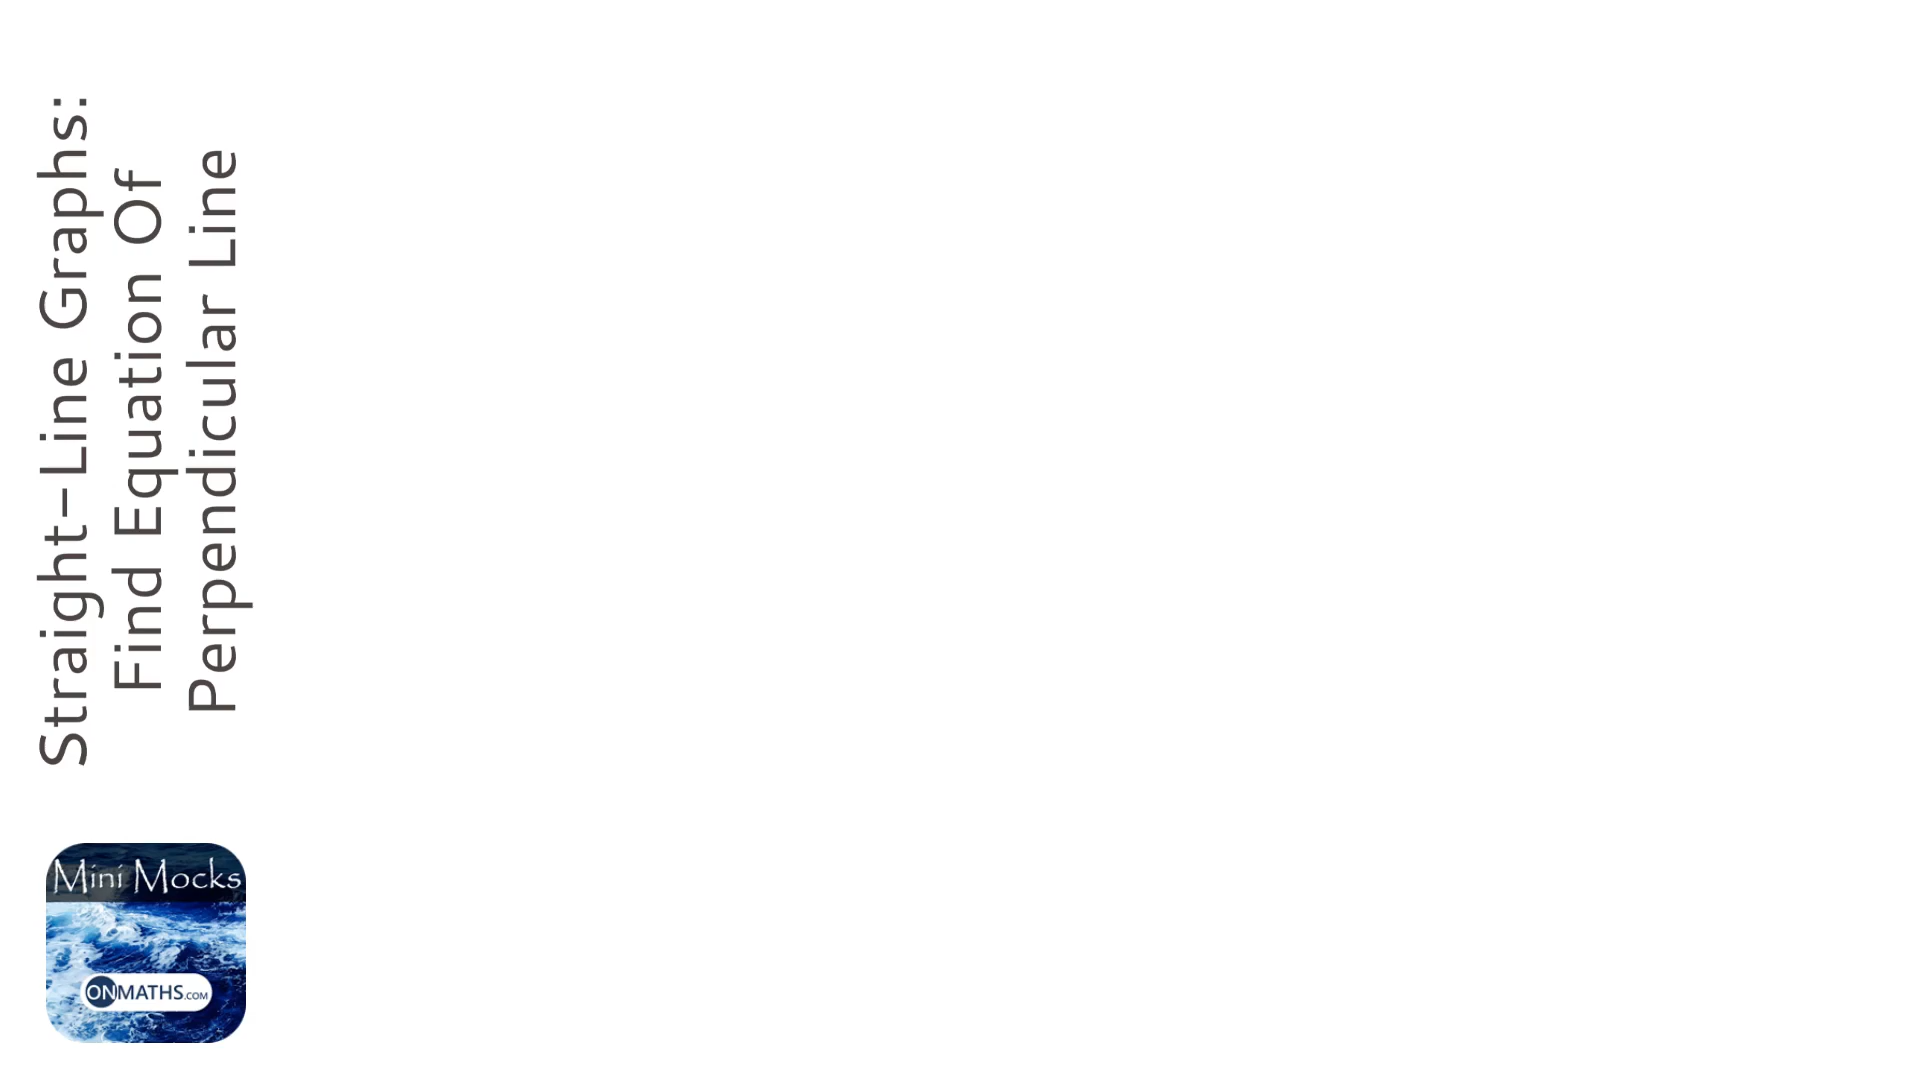 Straight-Line Graphs:
Find Equation Of
Perpendicular Line
Mini Mocks
ONMATHS.COM